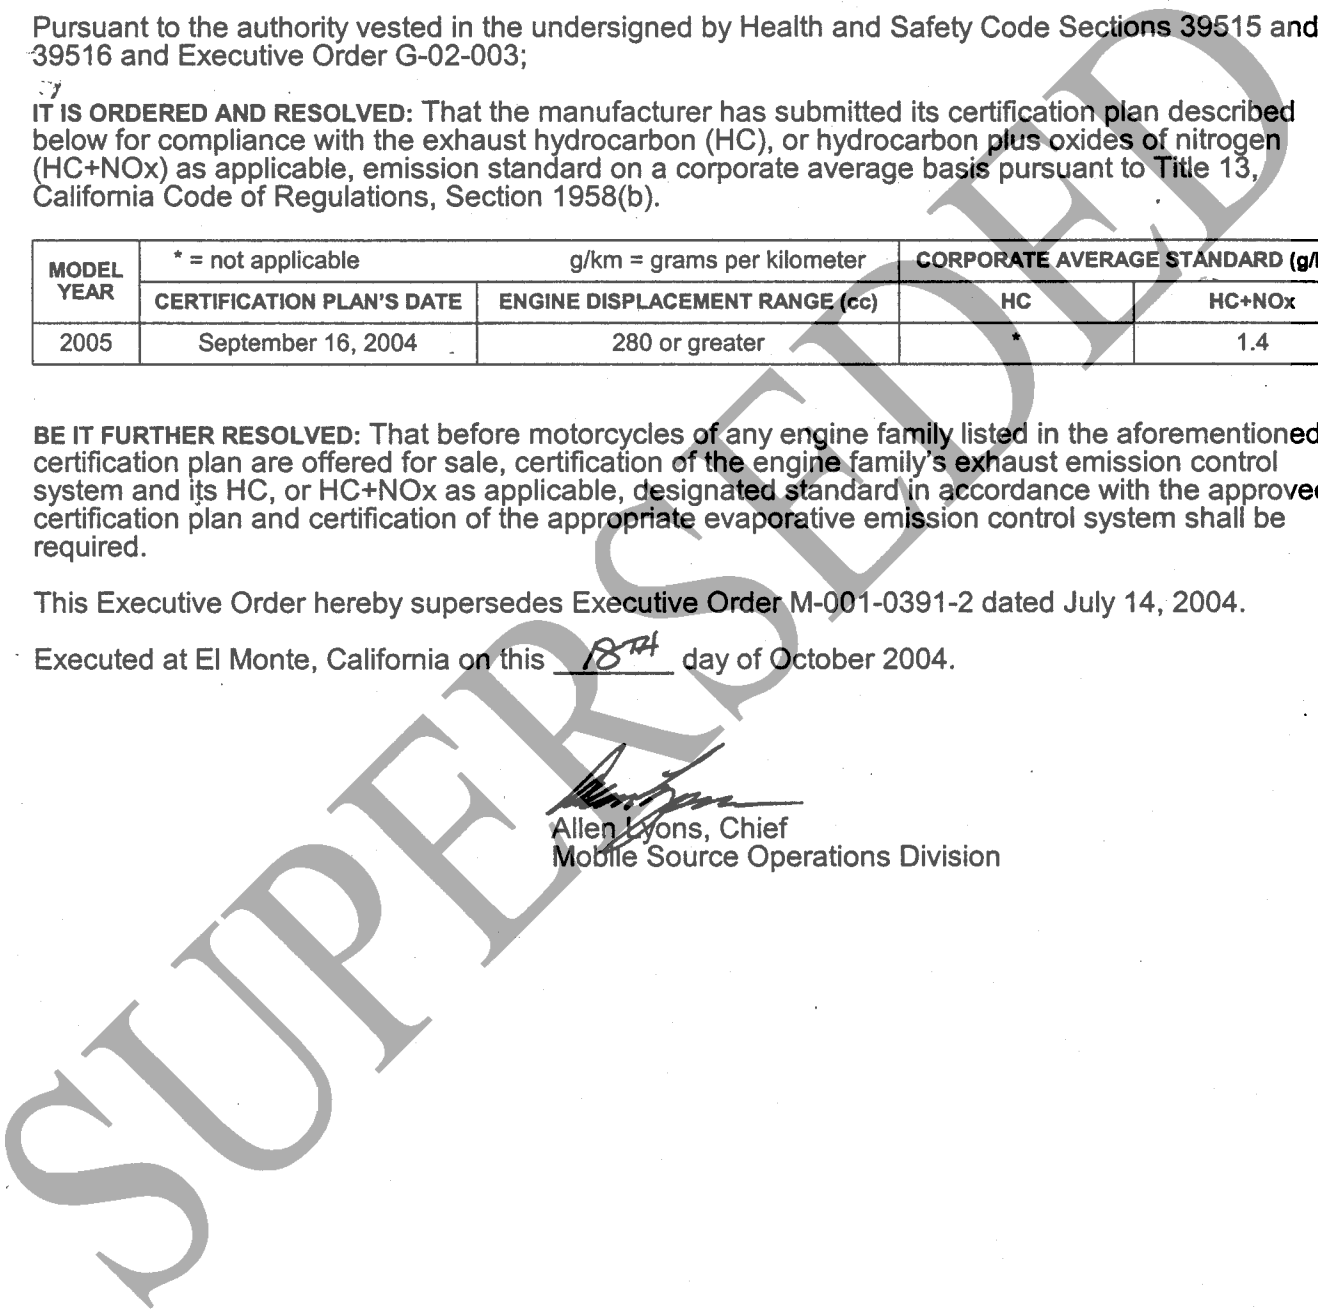 Pursuant to the authority vested in the undersigned by Health and Safety Code Sections 39515 and
39516 and Executive Order G-02-003;
IT IS ORDERED AND RESOLVED: That the manufacturer has submitted its certification plan described
below for compliance with the exhaust hydrocarbon (HC), or hydrocarbon plus oxides of nitrogen
(HC+NOx) as applicable, emission standard on a corporate average basis pursuant to Title 13,
California Code of Regulations, Section 1958(b).
MODEL YEAR
* = not applicable g/km = grams per kilometer CORPORATE AVERAGE STANDARD (g/
CERTIFICATION PLAN'S DATE ENGINE DISPLACEMENT RANGE (cc) HC HC+NOx
2005 September 16, 2004 280 or greater * 1.4
BE IT FURTHER RESOLVED: That before motorcycles of any engine family listed in the aforementioned
certification plan are offered for sale, certification of the engine family's exhaust emission control
system and its HC, or HC+NOx as applicable, designated standard in accordance with the approve
certification plan and certification of the appropriate evaporative emission control system shall be
required.
This Executive Order hereby supersedes Executive Order M-001-0391-2 dated July 14, 2004.
Executed at El Monte, California on this 18TH day of October 2004.
Allen Lyons, Chief
Mobile Source Operations Division
SUPERSEDED